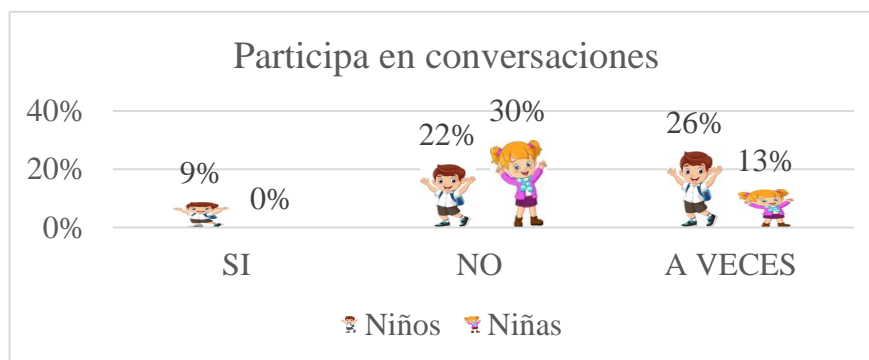 Participa en conversaciones
40%
20%
0%
9%
0%
22%
30%
26%
13%
SI
NO
A VECES
Niños
Niñas